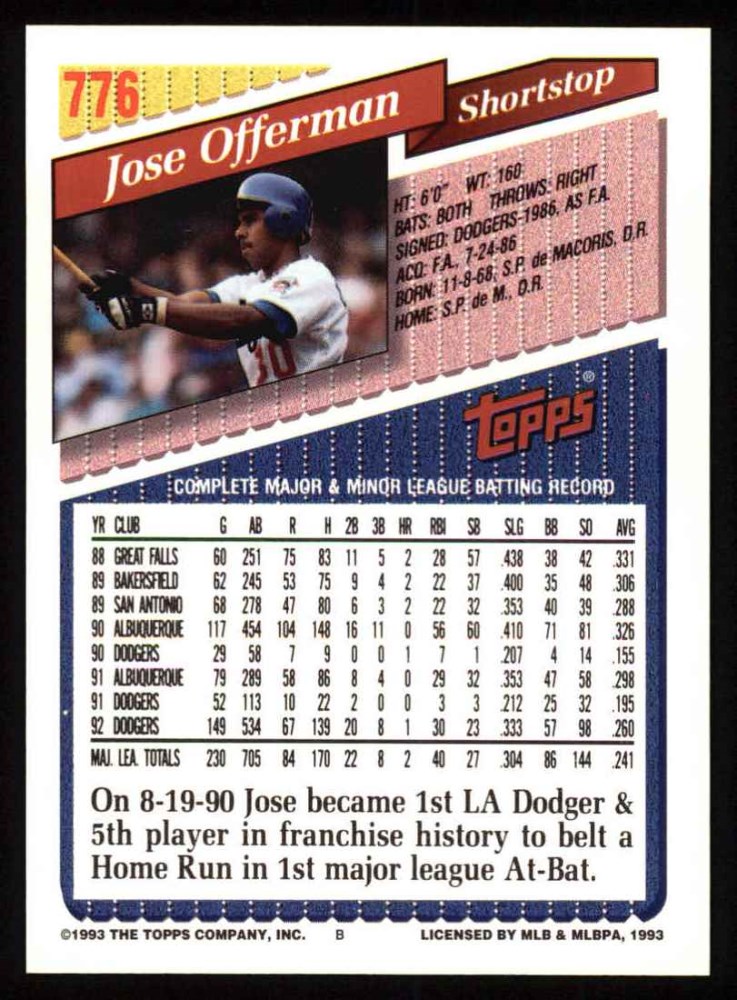 776
Jose Offerman
Shortstop
HT: 6'0" WT: 160
BATS: BOTH THROWS: RIGHT
SIGNED: DODGERS-1986, AS F.A.
ACQ: F.A., 7-24-86
BORN: 11-8-68, S.P. de MACORIS, D.R.
HOME: S.P. de M., D.R.
10
TOPPS®
COMPLETE MAJOR & MINOR LEAGUE BATTING RECORD
YR CLUB G AB R H 2B 3B HR RBI SB SLG BB SO AVG
88 GREAT FALLS 60 251 75 83 11 5 2 28 57 .438 38 42 .331
89 BAKERSFIELD 62 245 53 75 9 4 2 22 37 .400 35 48 .306
89 SAN ANTONIO 68 278 47 80 6 3 2 22 32 .353 40 39 .288
90 ALBUQUERQUE 117 454 104 148 16 11 0 56 60 .410 71 81 .326
90 DODGERS 29 58 7 9 0 0 1 7 1 .207 4 14 .155
91 ALBUQUERQUE 79 289 58 86 8 4 0 29 32 .353 47 58 .298
91 DODGERS 52 113 10 22 2 0 0 3 3 .212 25 32 .195
92 DODGERS 149 534 67 139 20 8 1 30 23 .333 57 98 .260
MAJ. LEA. TOTALS 230 705 84 170 22 8 2 40 27 .304 86 144 .241
On 8-19-90 Jose became 1st LA Dodger &
5th player in franchise history to belt a
Home Run in 1st major league At-Bat.
©1993 THE TOPPS COMPANY, INC. B LICENSED BY MLB & MLBPA, 1993